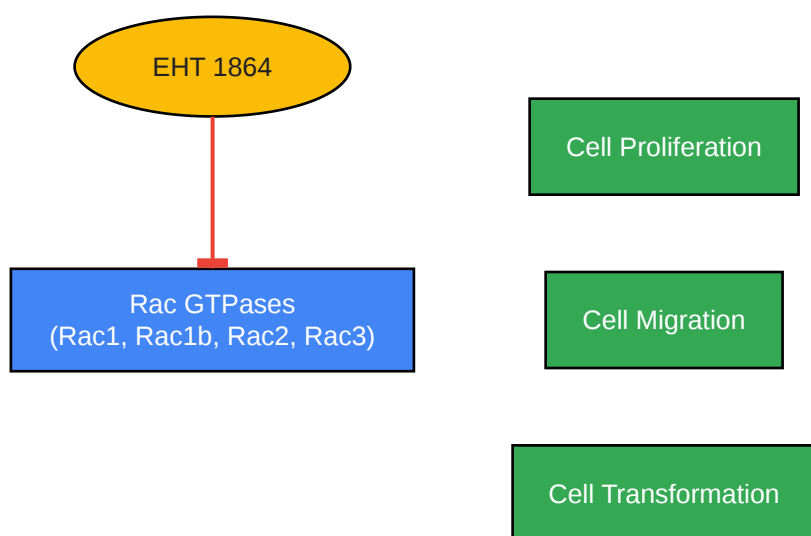 EHT 1864
Rac GTPases
(Rac1, Rac1b, Rac2, Rac3)
Cell Proliferation
Cell Migration
Cell Transformation